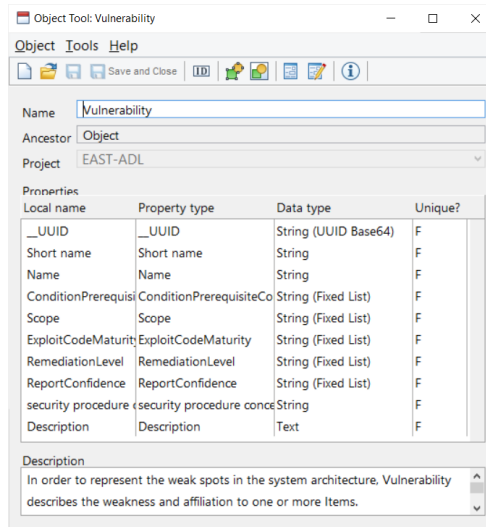 Object Tool: Vulnerability
Object Tools Help
Save and Close ID
Name Vulnerability
Ancestor Object
Project EAST-ADL
Properties
Local name Property type Data type Unique?
__UUID __UUID String (UUID Base64) F
Short name Short name String F
Name Name String F
ConditionPrerequisi ConditionPrerequisiteCo String (Fixed List) F
Scope Scope String (Fixed List) F
ExploitCodeMaturity ExploitCodeMaturity String (Fixed List) F
RemediationLevel RemediationLevel String (Fixed List) F
ReportConfidence ReportConfidence String (Fixed List) F
security procedure c security procedure conce String F
Description Description Text F
Description
In order to represent the weak spots in the system architecture, Vulnerability
describes the weakness and affiliation to one or more Items.